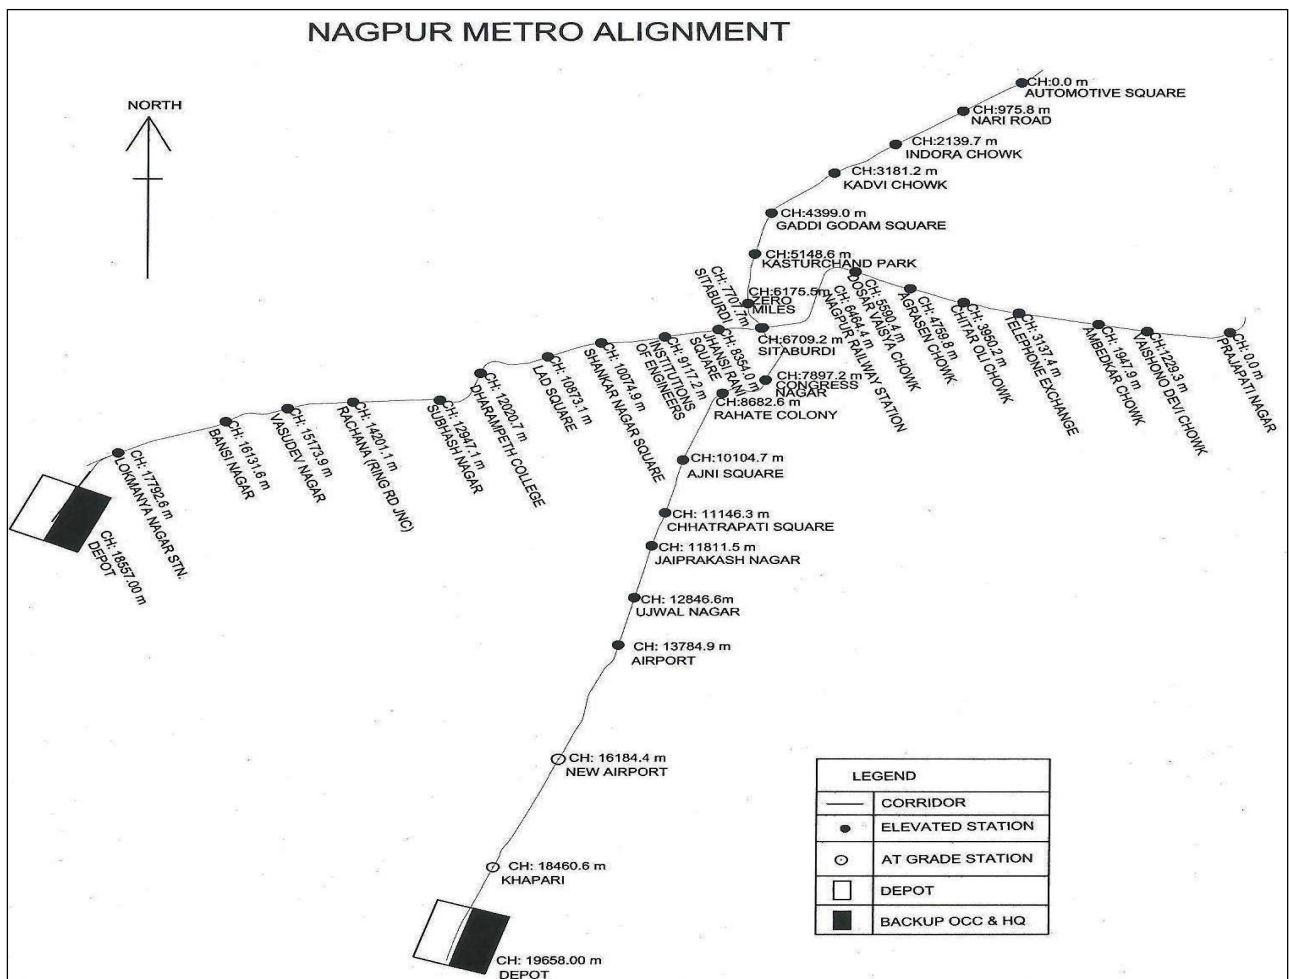 NAGPUR METRO ALIGNMENT
NORTH
CH:0.0 m
AUTOMOTIVE SQUARE
CH:975.8 m
NARI ROAD
CH:2139.7 m
INDORA CHOWK
CH:3181.2 m
KADVI CHOWK
CH:4399.0 m
GADDI GODAM SQUARE
CH:5148.6 m
KASTURCHAND PARK
CH:6175.5m
ZERO
MILES
CH:6709.2 m
SITABURDI
CH:7897.2 m
CONGRESS
NAGAR
CH:8682.6 m
RAHATE COLONY
CH:10104.7 m
AJNI SQUARE
CH: 11146.3 m
CHHATRAPATI SQUARE
CH: 11811.5 m
JAIPRAKASH NAGAR
CH: 12846.6m
UJWAL NAGAR
CH: 13784.9 m
AIRPORT
CH: 16184.4 m
NEW AIRPORT
CH: 18460.6 m
KHAPARI
CH: 19658.00 m
DEPOT
CH: 0.0 m
PRAJAPATI NAGAR
CH:1229.3 m
VAISHONO DEVI CHOWK
CH: 1947.9 m
AMBEDKAR CHOWK
CH: 3137.4 m
TELEPHONE EXCHANGE
CH: 3950.2 m
CHITAR OLI CHOWK
CH: 4759.8 m
AGRASEN CHOWK
CH: 5590.4 m
DOSAR VAISYA CHOWK
CH: 6464.4 m
NAGPUR RAILWAY STATION
CH: 7707.7m
SITABURDI
CH: 8354.0 m
JHANSI RANI
SQUARE
CH: 9117.2 m
INSTITUTIONS
OF ENGINEERS
CH: 10074.9 m
SHANKAR NAGAR SQUARE
CH: 10873.1 m
LAD SQUARE
CH: 12020.7 m
DHARAMPETH COLLEGE
CH: 12947.1 m
SUBHASH NAGAR
CH: 14201.1 m
RACHANA (RING RD JNC)
CH: 15173.9 m
VASUDEV NAGAR
CH: 16131.6 m
BANSI NAGAR
CH: 17792.6 m
LOKMANYA NAGAR STN.
CH: 18557.00 m
DEPOT
LEGEND
CORRIDOR
ELEVATED STATION
AT GRADE STATION
DEPOT
BACKUP OCC & HQ